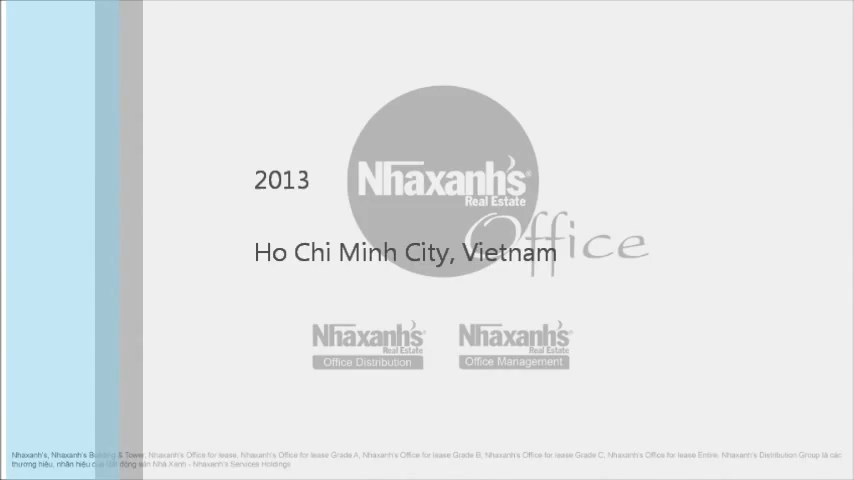 2013
Nhaxanh's®
Real Estate
Office
Ho Chi Minh City, Vietnam
Nhaxanh's® Nhaxanh's®
Real Estate Real Estate
Office Distribution Office Management
Nhaxanh's, Nhaxanh's Building & Tower, Nhaxanh's Office for lease, Nhaxanh's Office for lease Grade A, Nhaxanh's Office for lease Grade B, Nhaxanh's Office for lease Grade C, Nhaxanh's Office for lease Entire, Nhaxanh's Distribution Group là các
thương hiệu, nhãn hiệu của bất động sản Nhà Xanh - Nhaxanh's Services Holdings